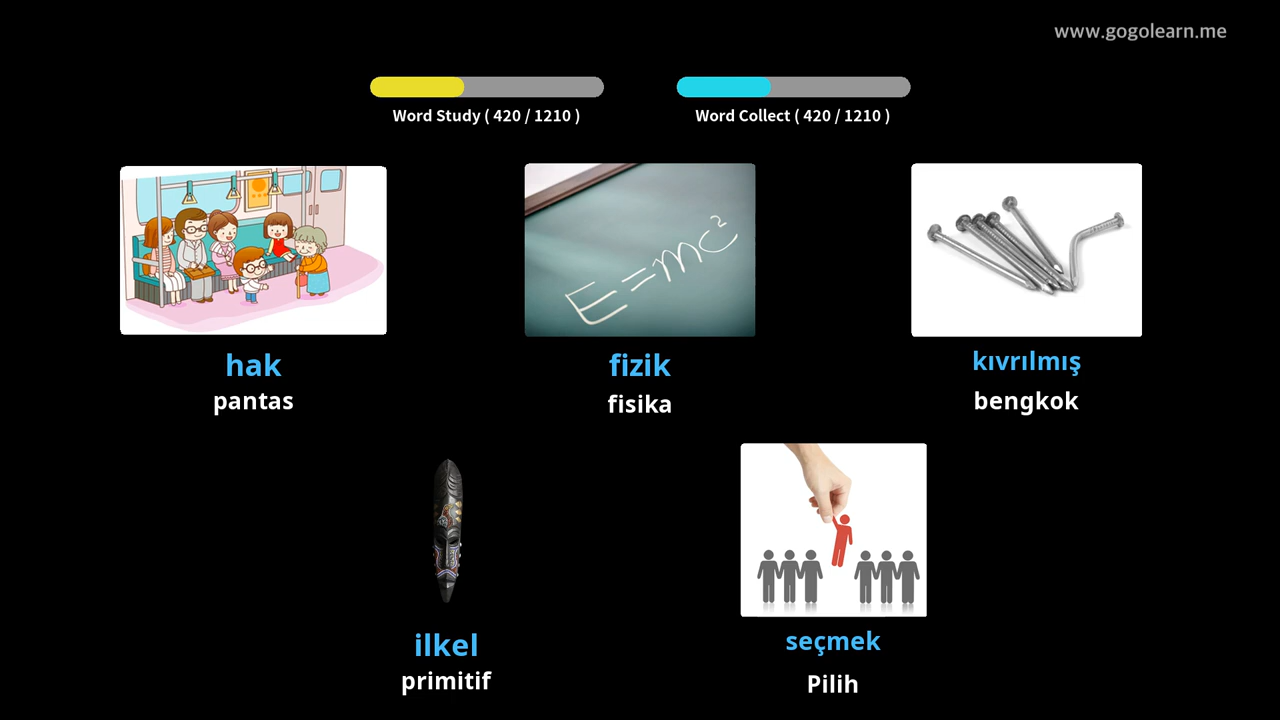 www.gogolearn.me
Word Study ( 420 / 1210 )
Word Collect ( 420 / 1210 )
E=mc²
hak
pantas
fizik
fisika
kıvrılmış
bengkok
ilkel
primitif
seçmek
Pilih